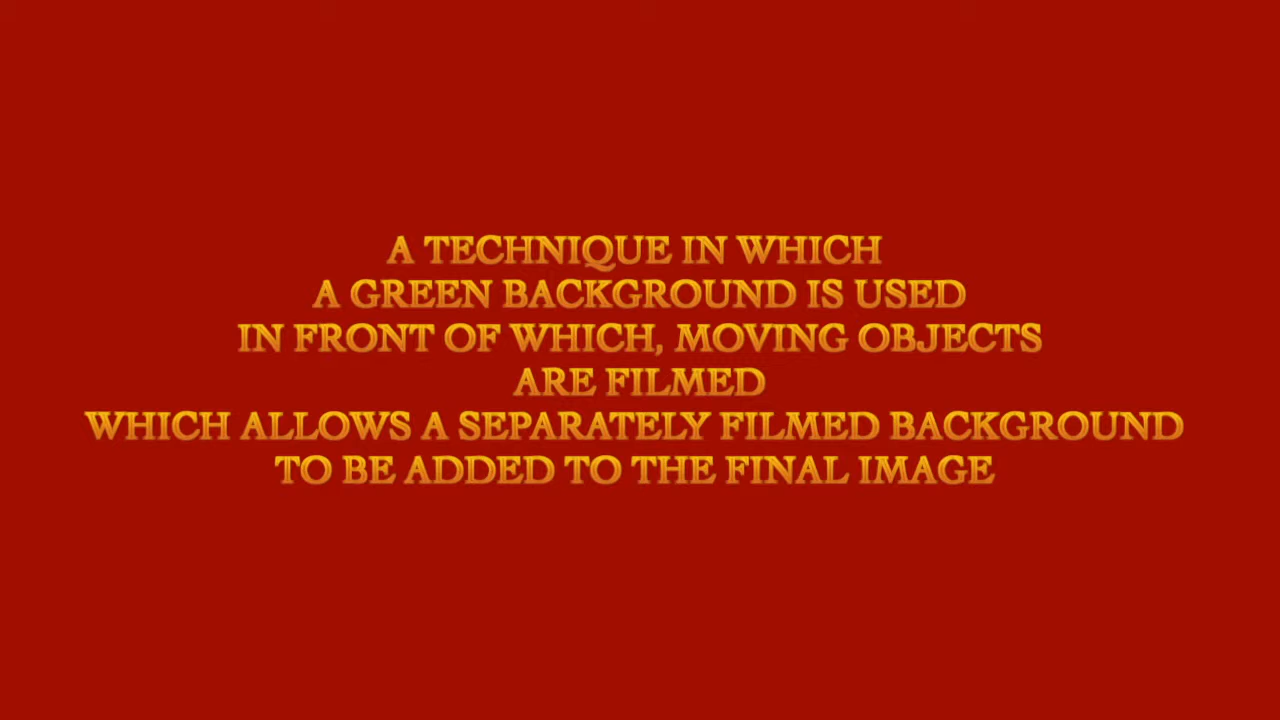 A TECHNIQUE IN WHICH
A GREEN BACKGROUND IS USED
IN FRONT OF WHICH, MOVING OBJECTS
ARE FILMED
WHICH ALLOWS A SEPARATELY FILMED BACKGROUND
TO BE ADDED TO THE FINAL IMAGE